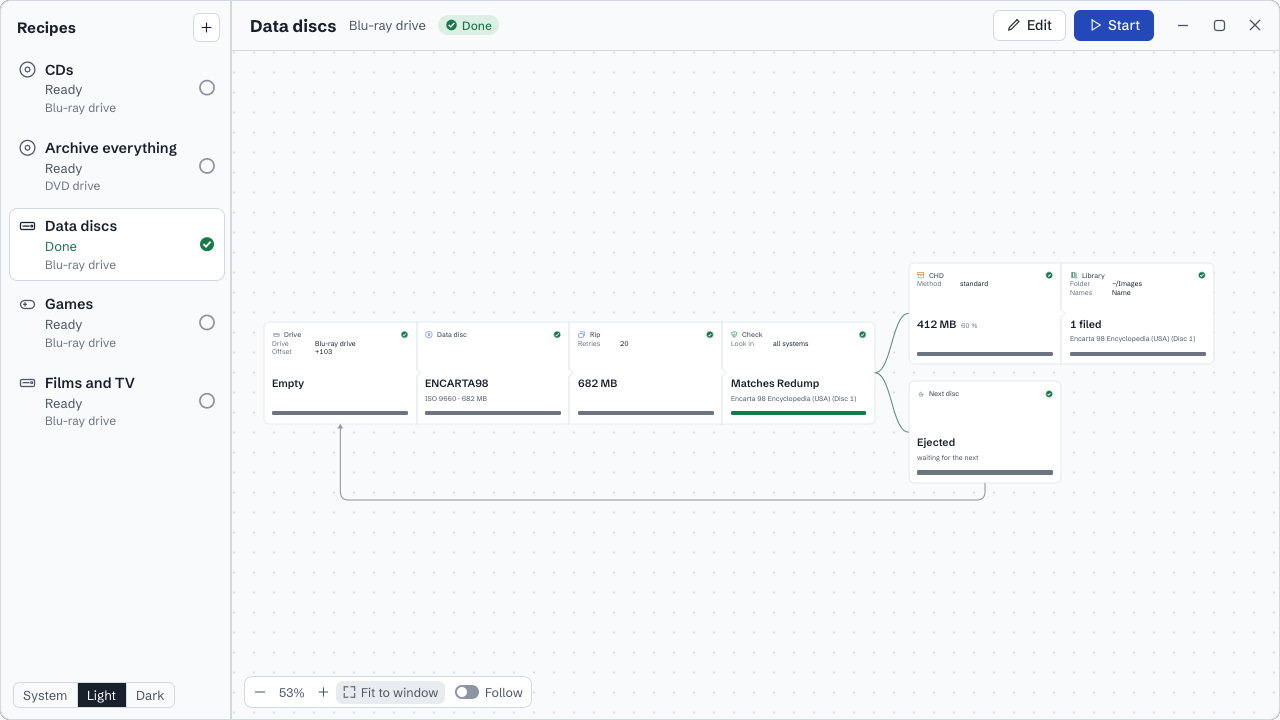 Recipes
CDs
Ready
Blu-ray drive
Archive everything
Ready
DVD drive
Data discs
Done
Blu-ray drive
Games
Ready
Blu-ray drive
Films and TV
Ready
Blu-ray drive
System Light Dark
Data discs Blu-ray drive Done
Edit Start
Drive
Drive Blu-ray drive
Offset +103
Empty
Data disc
ENCARTA98
ISO 9660 · 682 MB
Rip
Retries 20
682 MB
Check
Look in all systems
Matches Redump
Encarta 98 Encyclopedia (USA) (Disc 1)
CHD
Method standard
412 MB 60 %
Library
Folder ~/Images
Names Name
1 filed
Encarta 98 Encyclopedia (USA) (Disc 1)
Next disc
Ejected
waiting for the next
53% Fit to window Follow